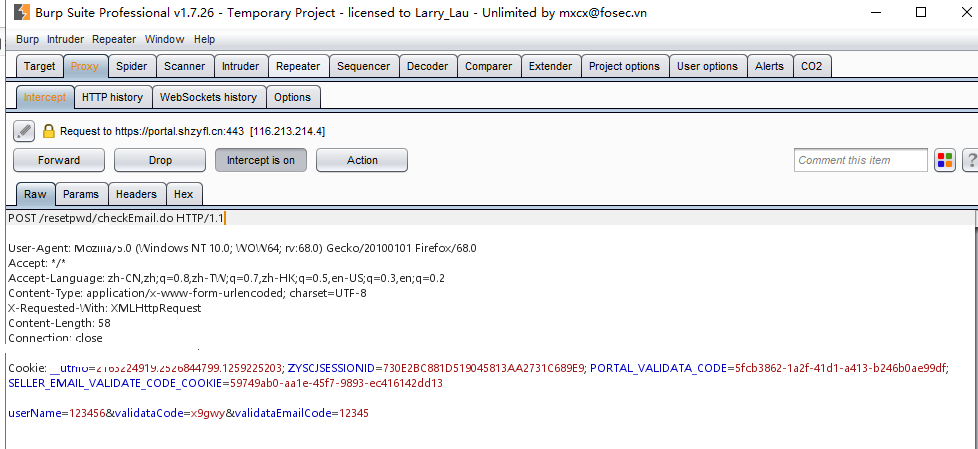 Burp Suite Professional v1.7.26 - Temporary Project - licensed to Larry_Lau - Unlimited by mxcx@fosec.vn
Burp Intruder Repeater Window Help
Target Proxy Spider Scanner Intruder Repeater Sequencer Decoder Comparer Extender Project options User options Alerts CO2
Intercept HTTP history WebSockets history Options
Request to https://portal.shzyfl.cn:443 [116.213.214.4]
Forward Drop Intercept is on Action Comment this item ?
Raw Params Headers Hex
POST /resetpwd/checkEmail.do HTTP/1.1
User-Agent: Mozilla/5.0 (Windows NT 10.0; WOW64; rv:68.0) Gecko/20100101 Firefox/68.0
Accept: */*
Accept-Language: zh-CN,zh;q=0.8,zh-TW;q=0.7,zh-HK;q=0.5,en-US;q=0.3,en;q=0.2
Content-Type: application/x-www-form-urlencoded; charset=UTF-8
X-Requested-With: XMLHttpRequest
Content-Length: 58
Connection: close
Cookie: ZYSCJSESSIONID=730E2BC881D519045813AA2731C689E9; PORTAL_VALIDATA_CODE=5fcb3862-1a2f-41d1-a413-b246b0ae99df;
SELLER_EMAIL_VALIDATE_CODE_COOKIE=59749ab0-aa1e-45f7-9893-ec416142dd13
userName=123456&validataCode=x9gwy&validataEmailCode=12345